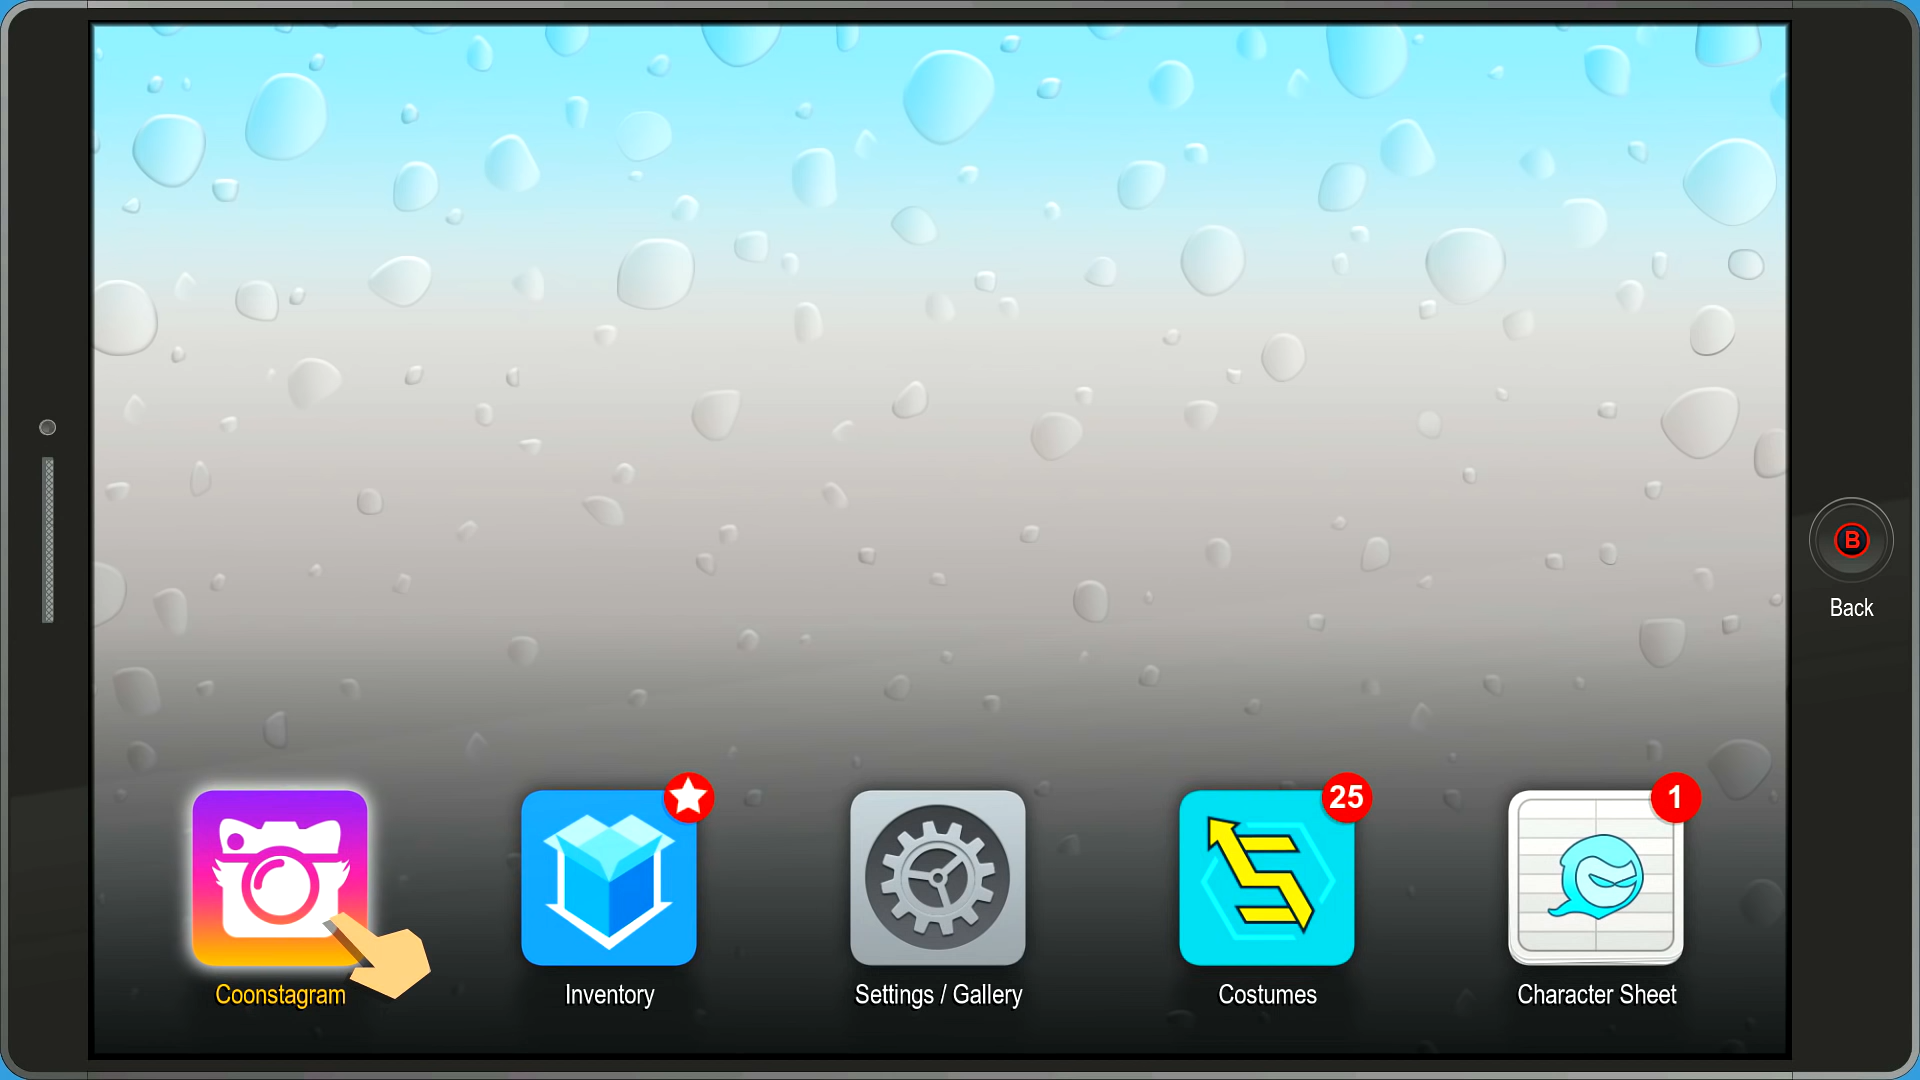 B
Back
25
1
Coonstagram
Inventory
Settings / Gallery
Costumes
Character Sheet